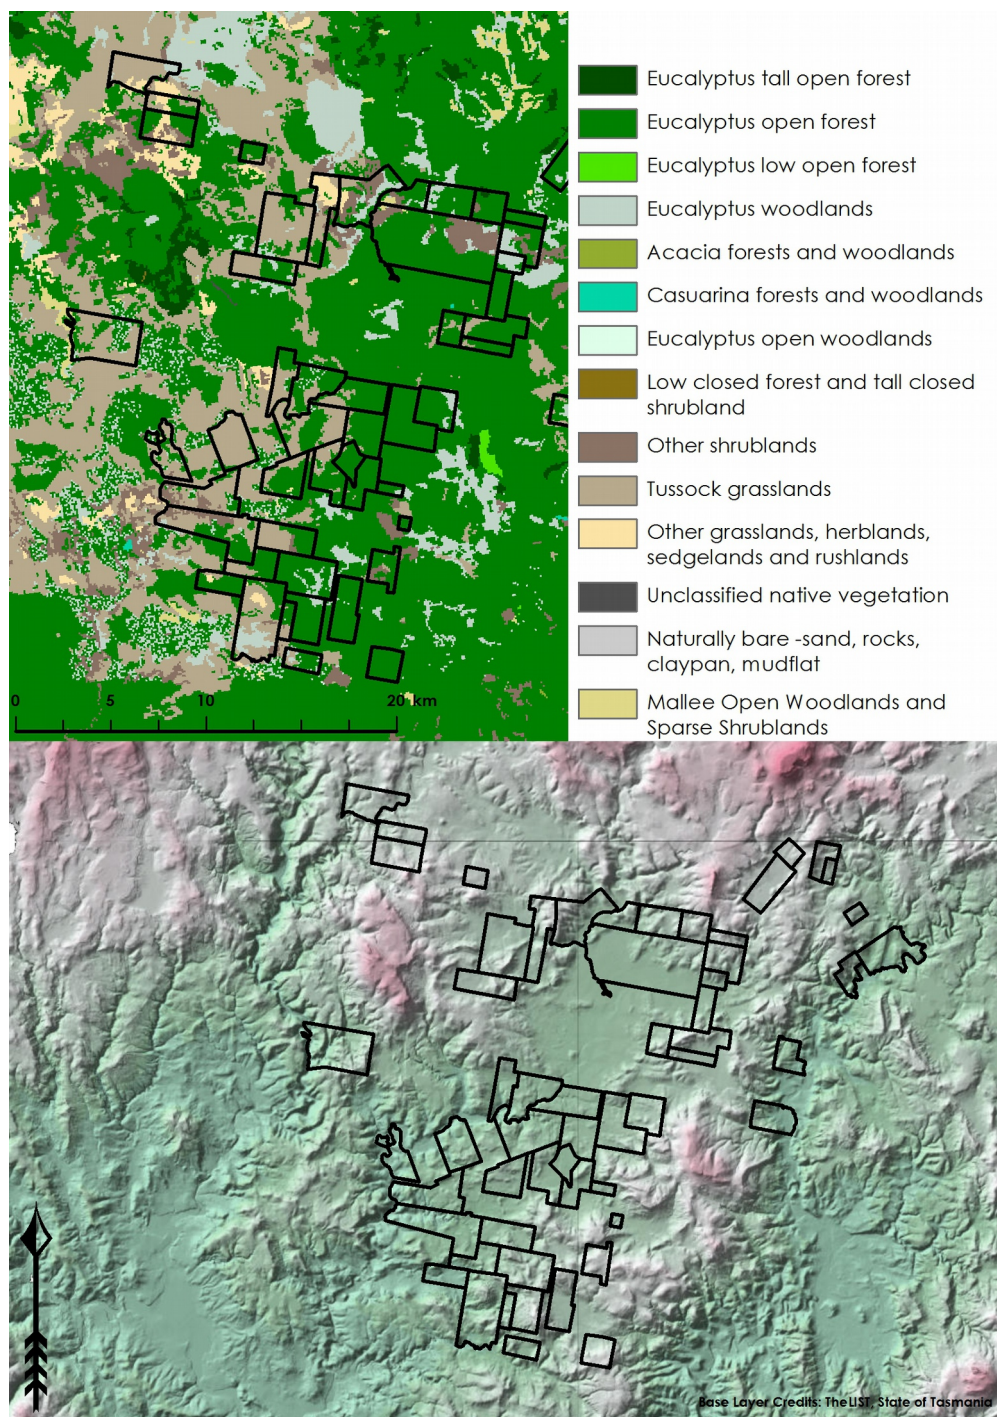 Eucalyptus tall open forest
Eucalyptus open forest
Eucalyptus low open forest
Eucalyptus woodlands
Acacia forests and woodlands
Casuarina forests and woodlands
Eucalyptus open woodlands
Low closed forest and tall closed
shrubland
Other shrublands
Tussock grasslands
Other grasslands, herblands,
sedgelands and rushlands
Unclassified native vegetation
Naturally bare -sand, rocks,
claypan, mudflat
Mallee Open Woodlands and
Sparse Shrublands
0 5 10 20 km
Base Layer Credits: TheLIST, State of Tasmania